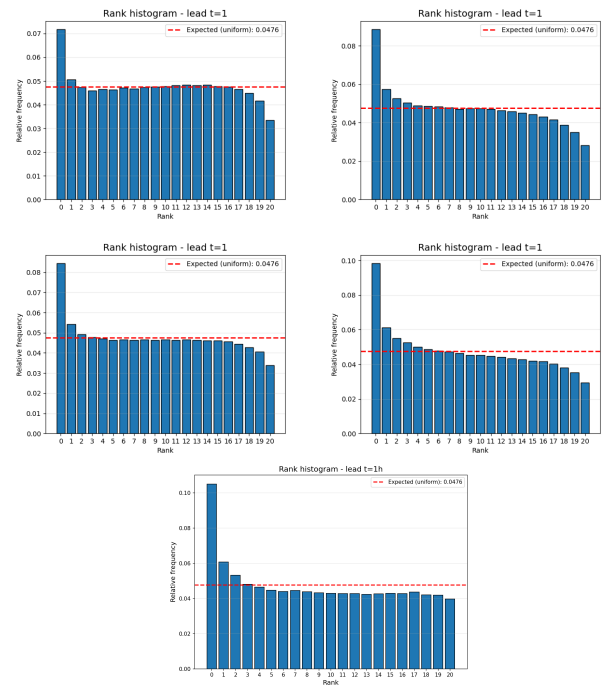 Rank histogram - lead t=1
Expected (uniform): 0.0476
Relative frequency
0.07
0.06
0.05
0.04
0.03
0.02
0.01
0.00
0 1 2 3 4 5 6 7 8 9 10 11 12 13 14 15 16 17 18 19 20
Rank
Rank histogram - lead t=1
Expected (uniform): 0.0476
Relative frequency
0.08
0.06
0.04
0.02
0.00
0 1 2 3 4 5 6 7 8 9 10 11 12 13 14 15 16 17 18 19 20
Rank
Rank histogram - lead t=1
Expected (uniform): 0.0476
Relative frequency
0.08
0.07
0.06
0.05
0.04
0.03
0.02
0.01
0.00
0 1 2 3 4 5 6 7 8 9 10 11 12 13 14 15 16 17 18 19 20
Rank
Rank histogram - lead t=1
Expected (uniform): 0.0476
Relative frequency
0.10
0.08
0.06
0.04
0.02
0.00
0 1 2 3 4 5 6 7 8 9 10 11 12 13 14 15 16 17 18 19 20
Rank
Rank histogram - lead t=1h
Expected (uniform): 0.0476
Relative frequency
0.10
0.08
0.06
0.04
0.02
0.00
0 1 2 3 4 5 6 7 8 9 10 11 12 13 14 15 16 17 18 19 20
Rank